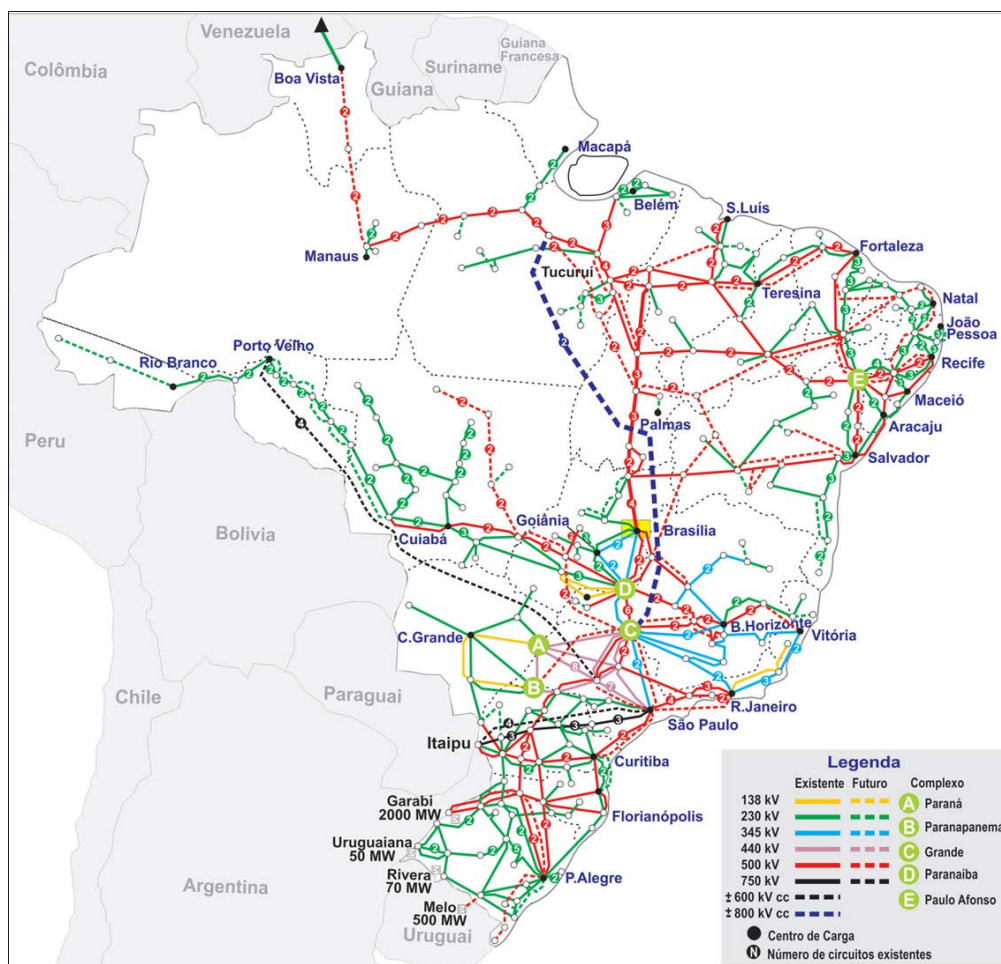 Venezuela
Colômbia
Suriname
Guiana
Francesa
Guiana
Boa Vista
Macapá
Belém
S.Luís
Manaus
Tucuruí
Fortaleza
Teresina
Natal
João
Pessoa
Recife
Maceió
Aracaju
Salvador
Porto Velho
Rio Branco
Palmas
Peru
Bolívia
Cuiabá
Goiânia
Brasília
D
C
B.Horizonte
Vitória
C.Grande
A
B
E
Chile
Paraguai
R.Janeiro
São Paulo
Itaipu
Curitiba
Garabi
2000 MW
Florianópolis
Uruguaiana
50 MW
Rivera
70 MW
P.Alegre
Melo
500 MW
Argentina
Uruguai
Legenda
Existente Futuro Complexo
138 kV A Paraná
230 kV B Paranapanema
345 kV
440 kV C Grande
500 kV D Paranaíba
750 kV
±600 kV cc E Paulo Afonso
±800 kV cc
Centro de Carga
N Número de circuitos existentes